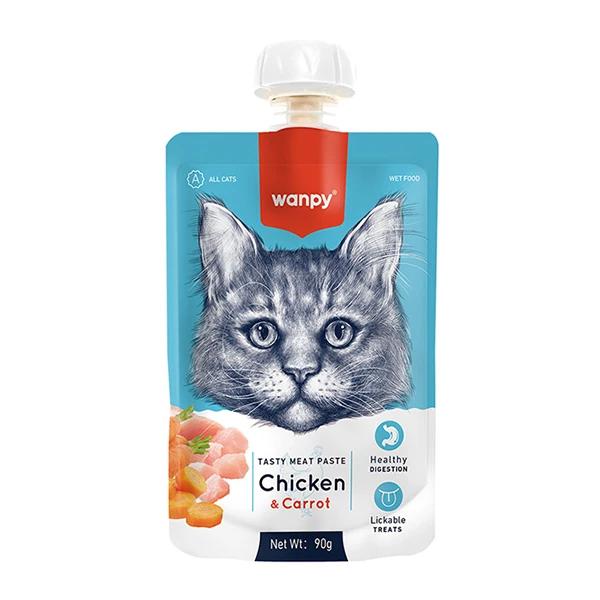 A ALL CATS
WET FOOD
wanpy®
TASTY MEAT PASTE
Chicken
& Carrot
Healthy
DIGESTION
Lickable
TREATS
Net Wt: 90g